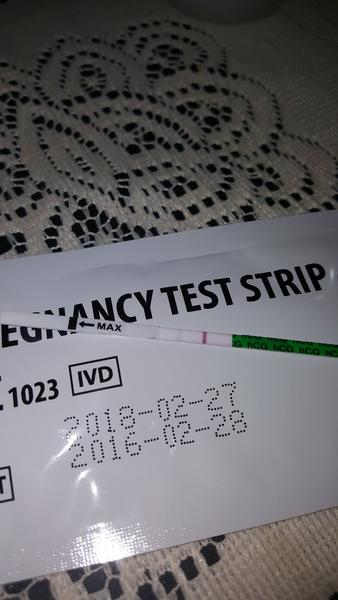 EGNANCY TEST STRIP
MAX
hCG hCG hCG hCG
1023 IVD
2018-02-27
2016-02-28